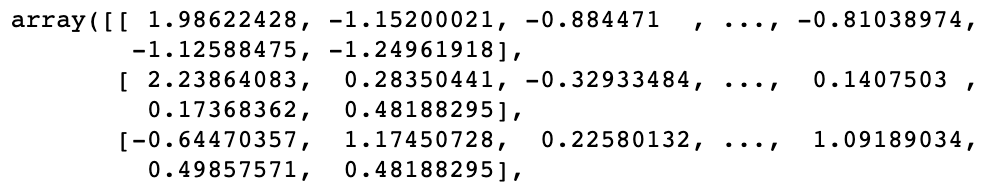 array([[ 1.98622428, -1.15200021, -0.884471  , ..., -0.81038974,
        -1.12588475, -1.24961918],
       [ 2.23864083,  0.28350441, -0.32933484, ...,  0.1407503 ,
         0.17368362,  0.48188295],
       [-0.64470357,  1.17450728,  0.22580132, ...,  1.09189034,
         0.49857571,  0.48188295],